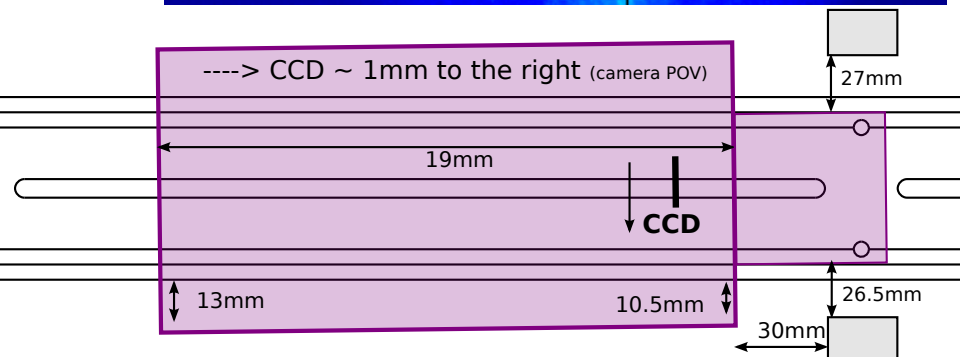 ----> CCD ~ 1mm to the right (camera POV)
27mm
19mm
CCD
13mm
10.5mm
26.5mm
30mm